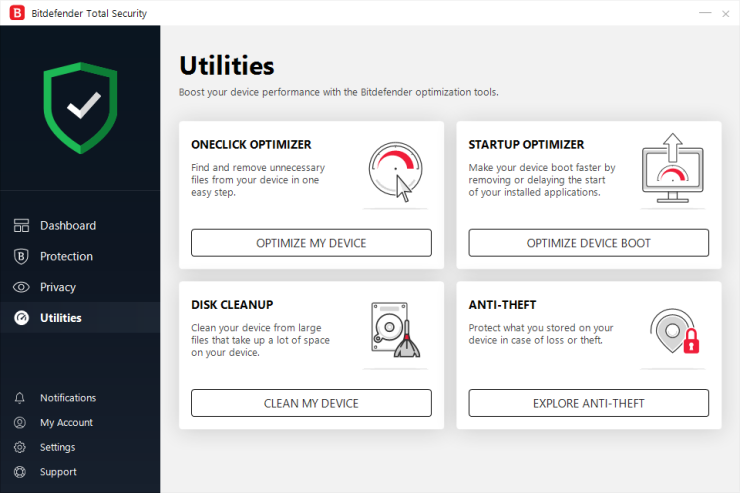 B Bitdefender Total Security
Utilities
Boost your device performance with the Bitdefender optimization tools.
ONECLICK OPTIMIZER
Find and remove unnecessary
files from your device in one
easy step.
OPTIMIZE MY DEVICE
STARTUP OPTIMIZER
Make your device boot faster by
removing or delaying the start
of your installed applications.
OPTIMIZE DEVICE BOOT
DISK CLEANUP
Clean your device from large
files that take up a lot of space
on your device.
CLEAN MY DEVICE
ANTI-THEFT
Protect what you stored on your
device in case of loss or theft.
EXPLORE ANTI-THEFT
Dashboard
B Protection
Privacy
Utilities
Notifications
My Account
Settings
Support